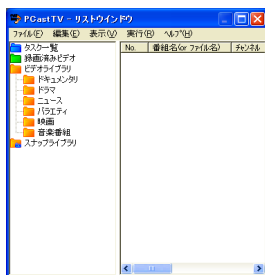 PCastTV - リストウィンドウ
ファイル(F) 編集(E) 表示(V) 実行(R) ヘルプ(H)
No. 番組名(or ファイル名) チャンネル
タスク一覧
録画済みビデオ
ビデオライブラリ
ドキュメンタリ
ドラマ
ニュース
バラエティ
映画
音楽番組
スナップライブラリ